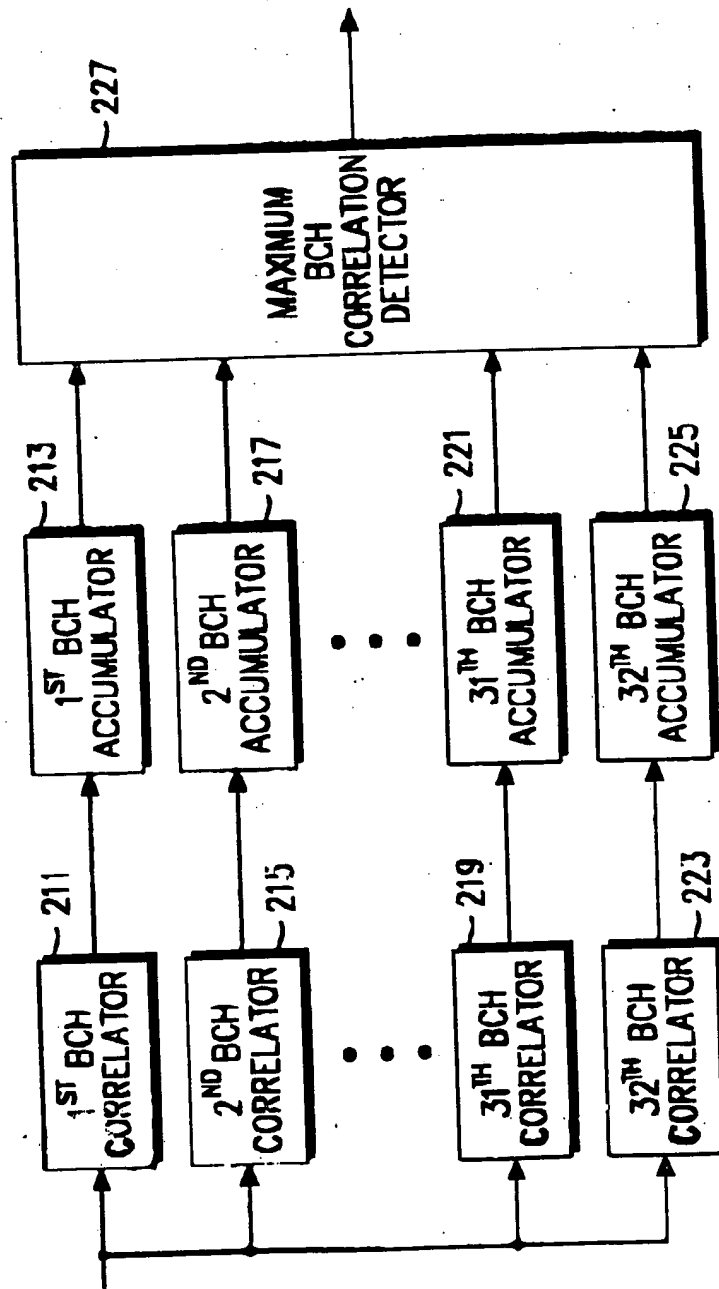 211
1ST BCH
CORRELATOR
213
1ST BCH
ACCUMULATOR
215
2ND BCH
CORRELATOR
217
2ND BCH
ACCUMULATOR
219
31TH BCH
CORRELATOR
221
31TH BCH
ACCUMULATOR
223
32TH BCH
CORRELATOR
225
32TH BCH
ACCUMULATOR
227
MAXIMUM
BCH
CORRELATION
DETECTOR